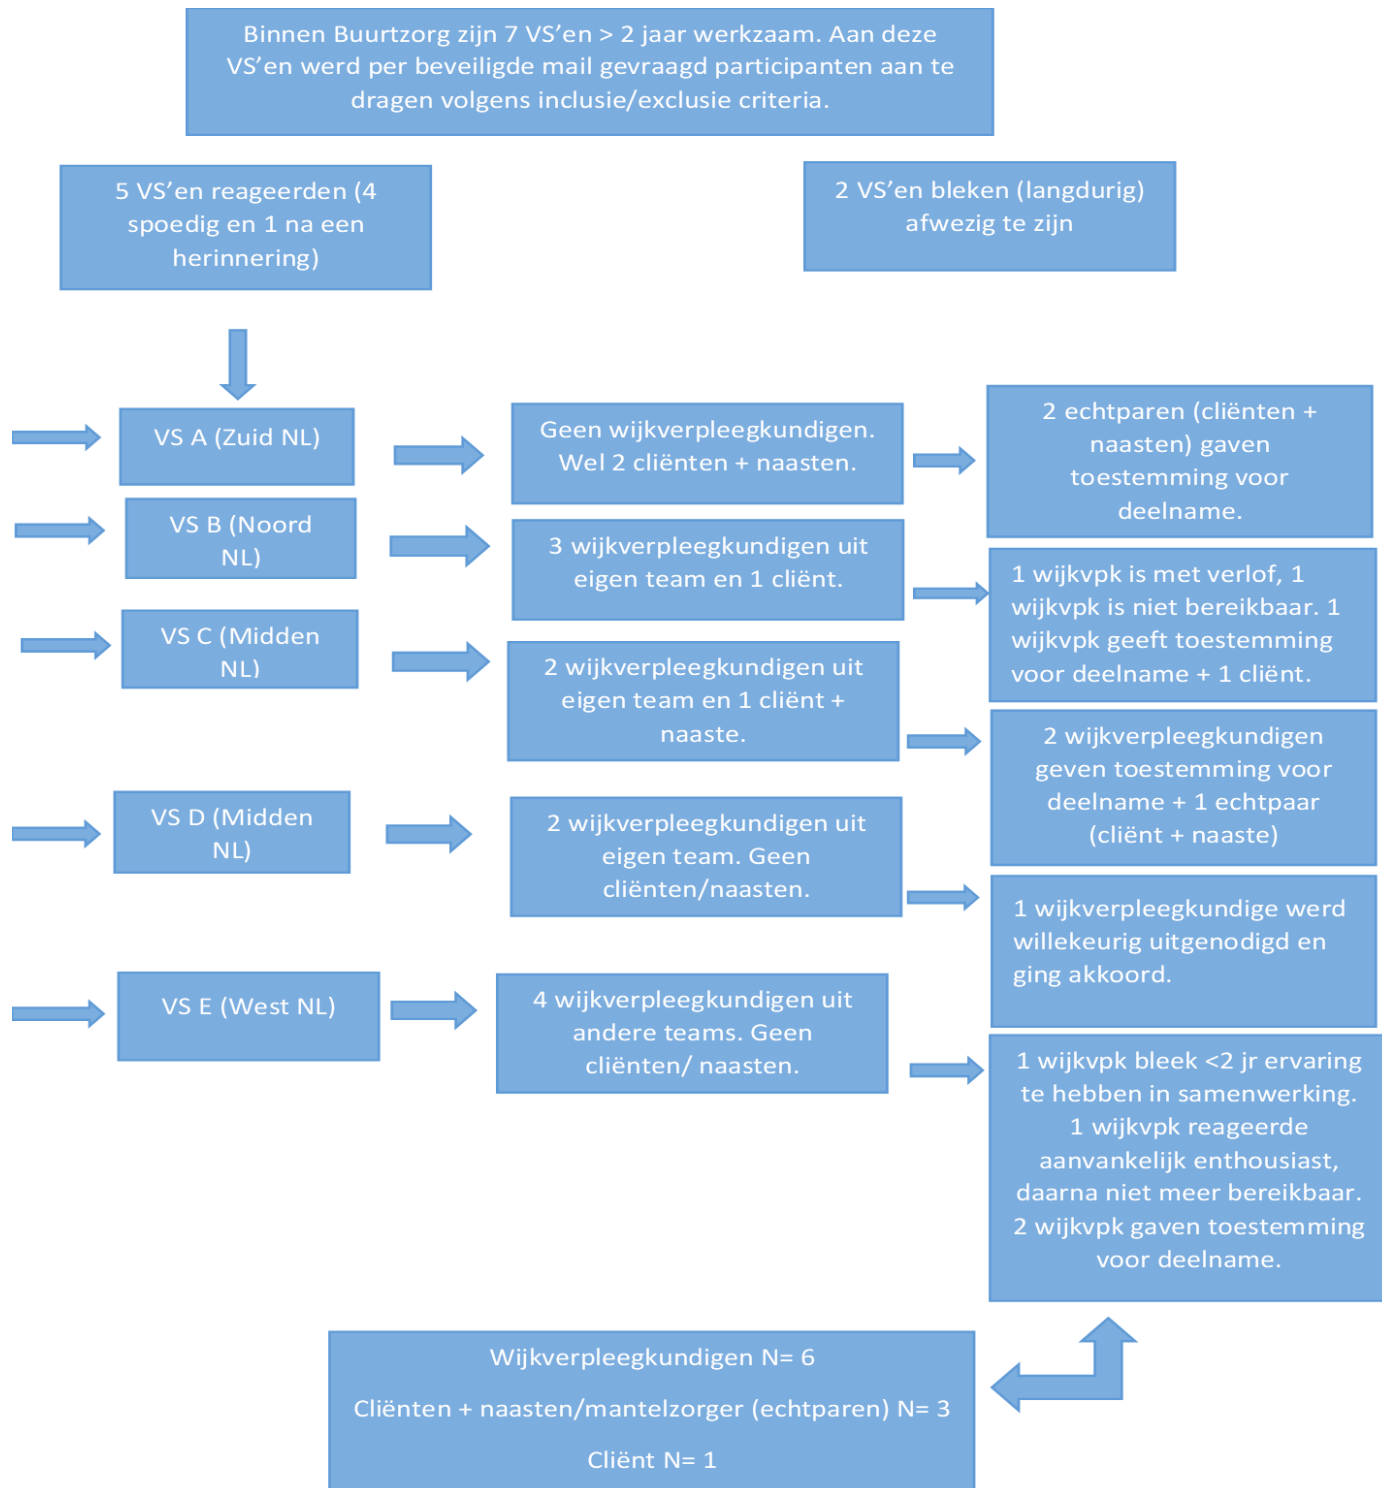 Binnen Buurtzorg zijn 7 VS’en > 2 jaar werkzaam. Aan deze
VS’en werd per beveiligde mail gevraagd participanten aan te
dragen volgens inclusie/exclusie criteria.
5 VS’en reageerden (4
spoedig en 1 na een
herinnering)
2 VS’en bleken (langdurig)
afwezig te zijn
VS A (Zuid NL)
Geen wijkverpleegkundigen.
Wel 2 cliënten + naasten.
2 echtparen (cliënten +
naasten) gaven
toestemming voor
deelname.
VS B (Noord
NL)
3 wijkverpleegkundigen uit
eigen team en 1 cliënt.
1 wijkvpk is met verlof, 1
wijkvpk is niet bereikbaar. 1
wijkvpk geeft toestemming
voor deelname + 1 cliënt.
VS C (Midden
NL)
2 wijkverpleegkundigen uit
eigen team en 1 cliënt +
naaste.
2 wijkverpleegkundigen
geven toestemming voor
deelname + 1 echtpaar
(cliënt + naaste)
VS D (Midden
NL)
2 wijkverpleegkundigen uit
eigen team. Geen
cliënten/naasten.
1 wijkverpleegkundige werd
willekeurig uitgenodigd en
ging akkoord.
VS E (West NL)
4 wijkverpleegkundigen uit
andere teams. Geen
cliënten/ naasten.
1 wijkvpk bleek <2 jr ervaring
te hebben in samenwerking.
1 wijkvpk reageerde
aanvankelijk enthousiast,
daarna niet meer bereikbaar.
2 wijkvpk gaven toestemming
voor deelname.
Wijkverpleegkundigen N= 6
Cliënten + naasten/mantelzorger (echtparen) N= 3
Cliënt N= 1